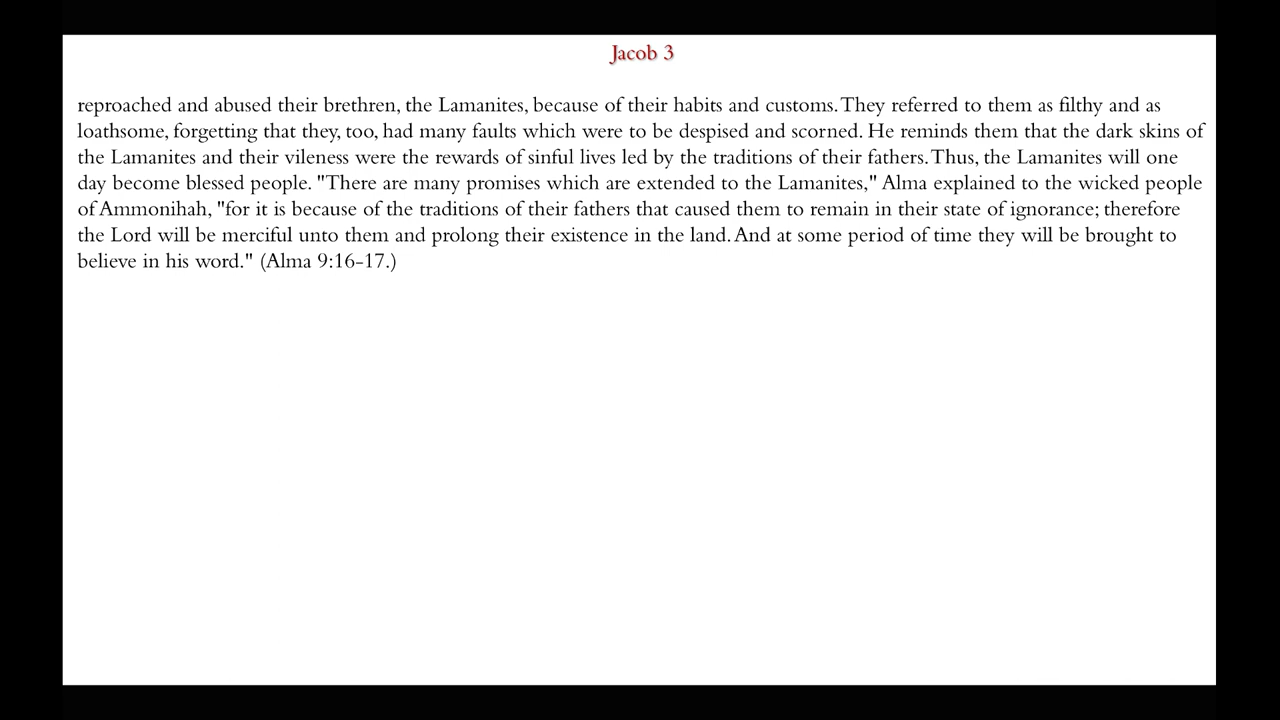 Jacob 3
reproached and abused their brethren, the Lamanites, because of their habits and customs. They referred to them as filthy and as
loathsome, forgetting that they, too, had many faults which were to be despised and scorned. He reminds them that the dark skins of
the Lamanites and their vileness were the rewards of sinful lives led by the traditions of their fathers. Thus, the Lamanites will one
day become blessed people. "There are many promises which are extended to the Lamanites," Alma explained to the wicked people
of Ammonihah, "for it is because of the traditions of their fathers that caused them to remain in their state of ignorance; therefore
the Lord will be merciful unto them and prolong their existence in the land. And at some period of time they will be brought to
believe in his word." (Alma 9:16-17.)